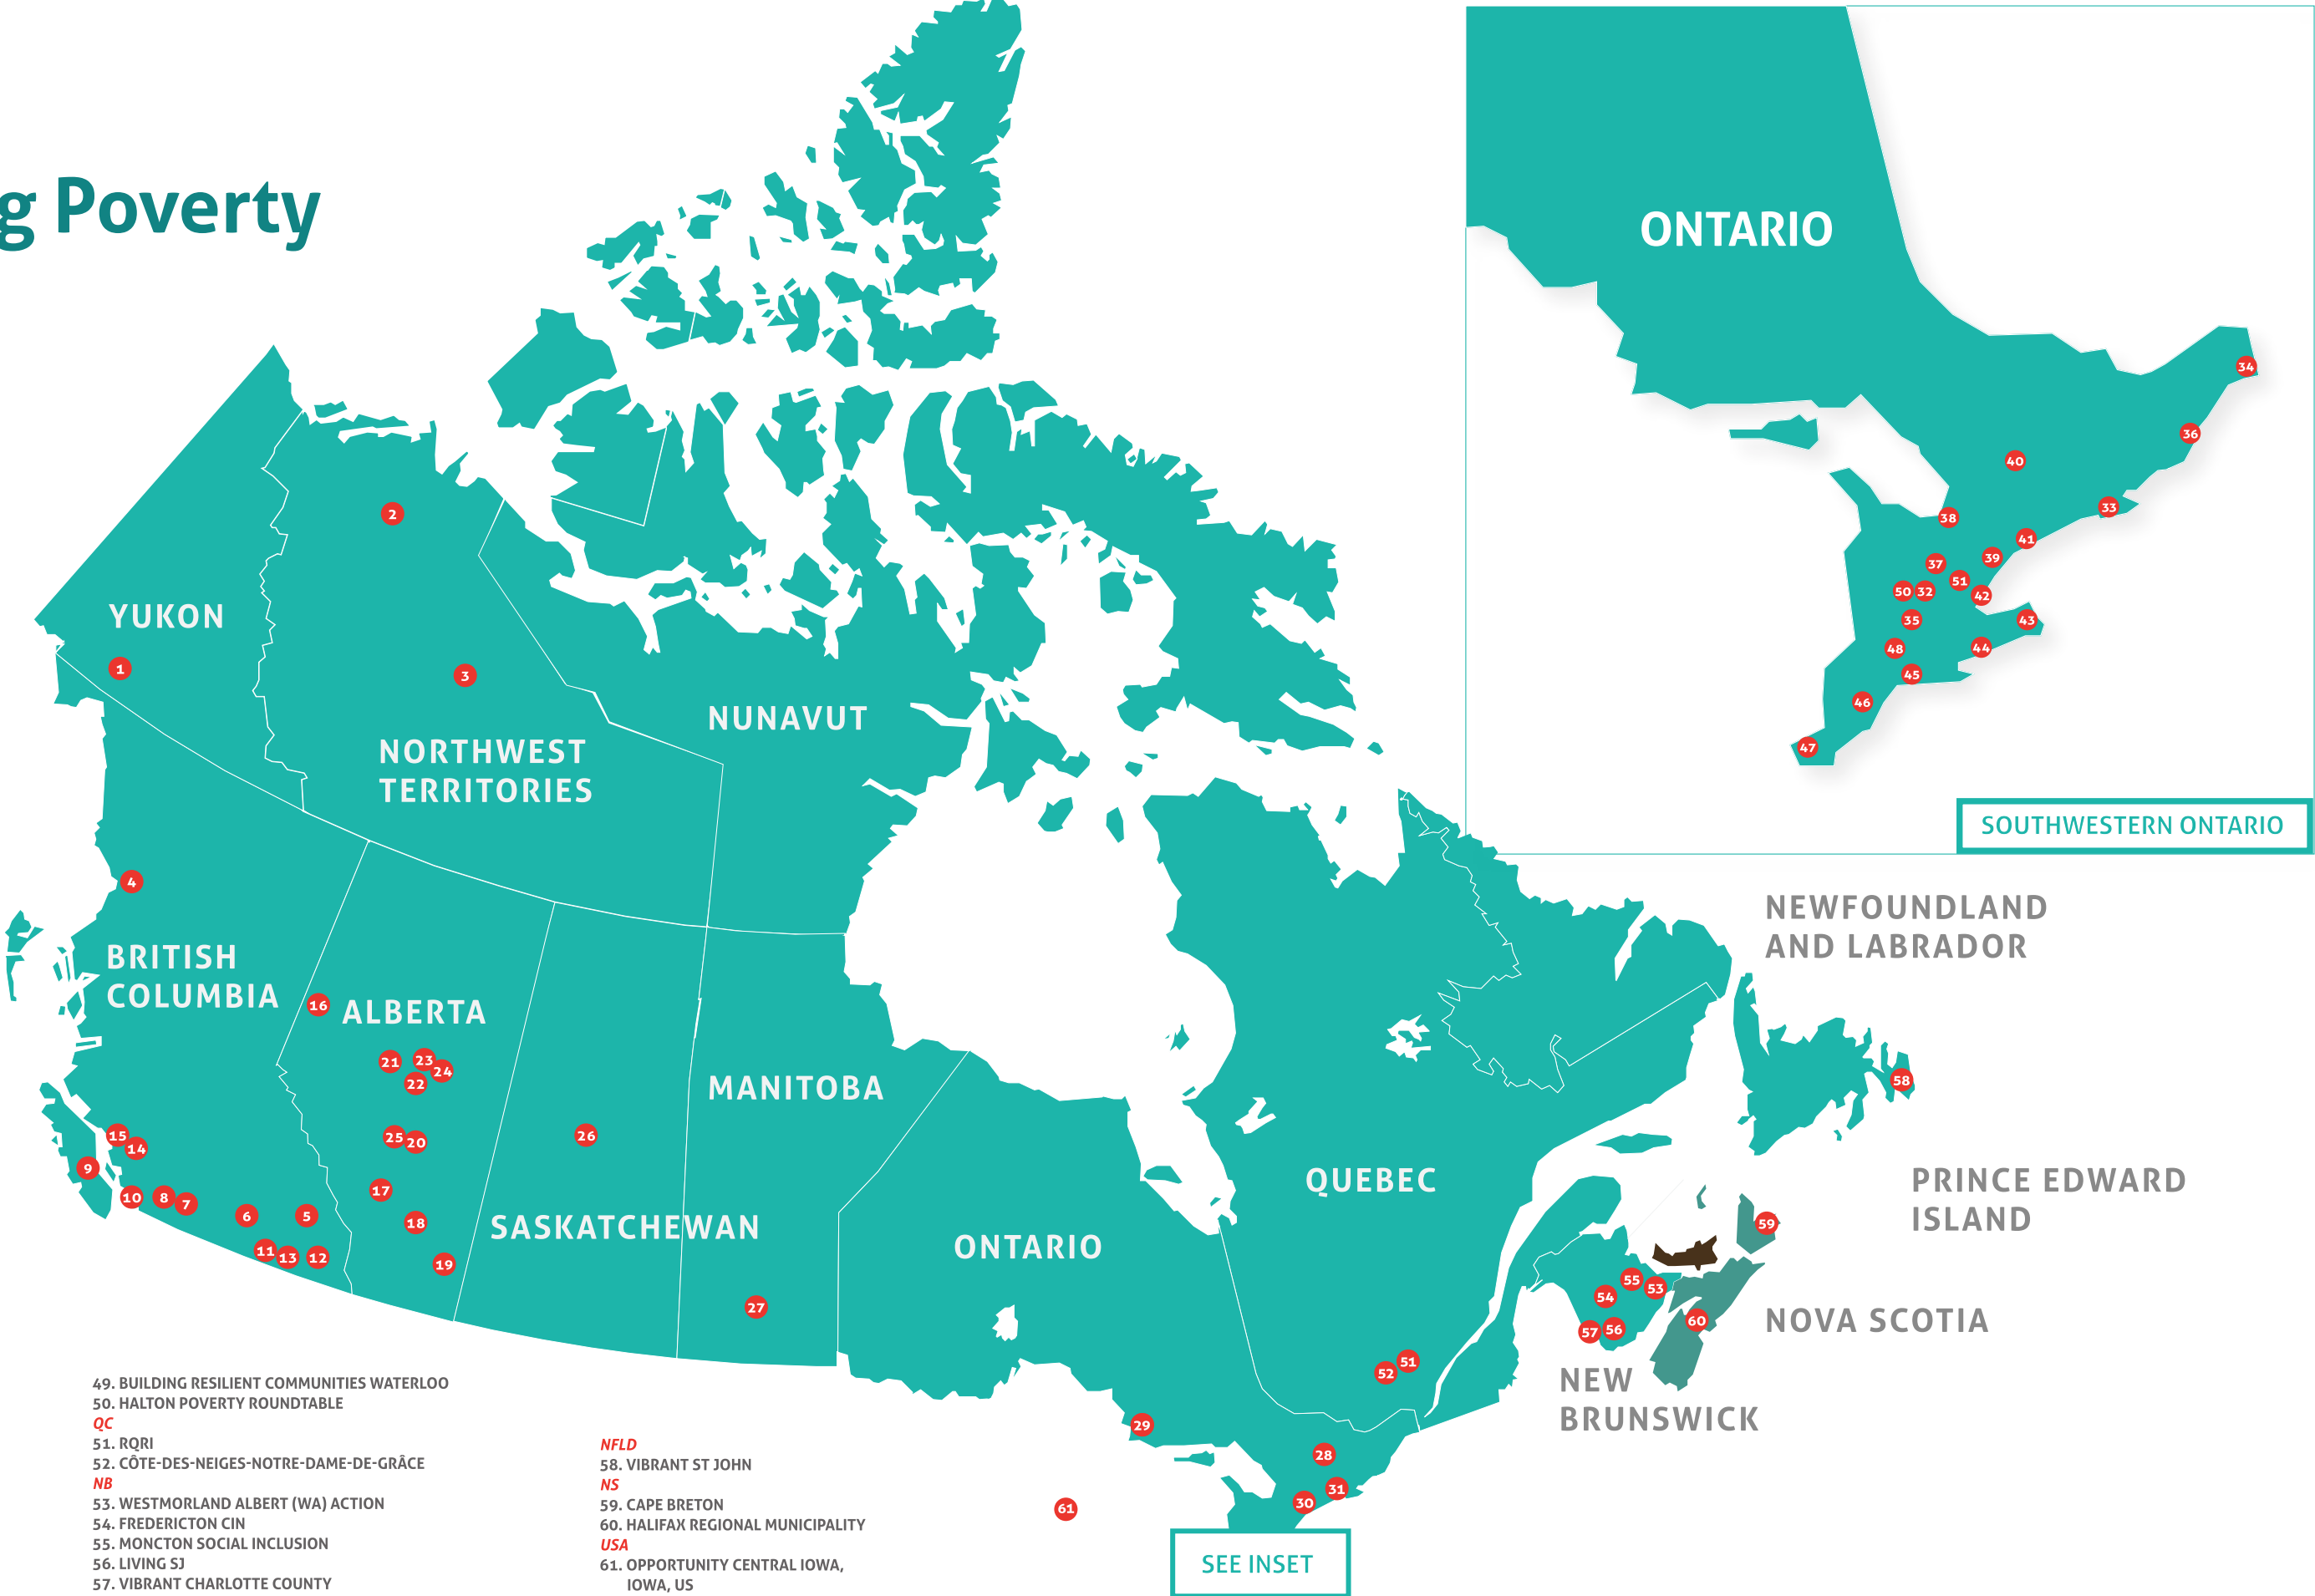 g Poverty
ONTARIO
34
36
40
33
38
41
39
37
51
50
32
42
35
43
48
44
45
46
47
SOUTHWESTERN ONTARIO
2
YUKON
1
3
NUNAVUT
NORTHWEST
TERRITORIES
4
BRITISH
COLUMBIA
16
ALBERTA
21
23
24
22
MANITOBA
15
14
25
20
26
9
17
10
8
7
6
5
18
SASKATCHEWAN
11
13
12
19
27
ONTARIO
QUEBEC
NEWFOUNDLAND
AND LABRADOR
58
PRINCE EDWARD
ISLAND
59
55
53
54
NOVA SCOTIA
60
57
56
NEW
BRUNSWICK
52
51
29
28
31
30
61
SEE INSET
49. BUILDING RESILIENT COMMUNITIES WATERLOO
50. HALTON POVERTY ROUNDTABLE
QC
51. RQRI
52. CÔTE-DES-NEIGES-NOTRE-DAME-DE-GRÂCE
NB
53. WESTMORLAND ALBERT (WA) ACTION
54. FREDERICTON CIN
55. MONCTON SOCIAL INCLUSION
56. LIVING SJ
57. VIBRANT CHARLOTTE COUNTY
NFLD
58. VIBRANT ST JOHN
NS
59. CAPE BRETON
60. HALIFAX REGIONAL MUNICIPALITY
USA
61. OPPORTUNITY CENTRAL IOWA,
IOWA, US